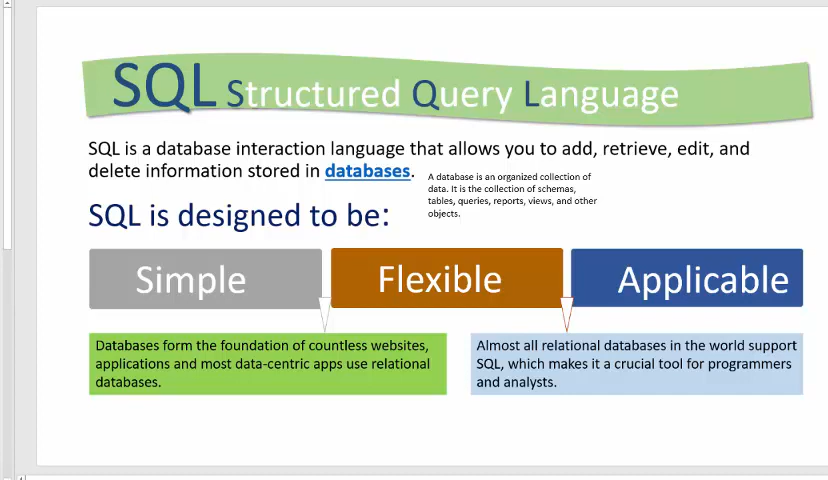 SQL Structured Query Language
SQL is a database interaction language that allows you to add, retrieve, edit, and
delete information stored in databases.
A database is an organized collection of
data. It is the collection of schemas,
tables, queries, reports, views, and other
objects.
SQL is designed to be:
Simple
Flexible
Applicable
Databases form the foundation of countless websites,
applications and most data-centric apps use relational
databases.
Almost all relational databases in the world support
SQL, which makes it a crucial tool for programmers
and analysts.